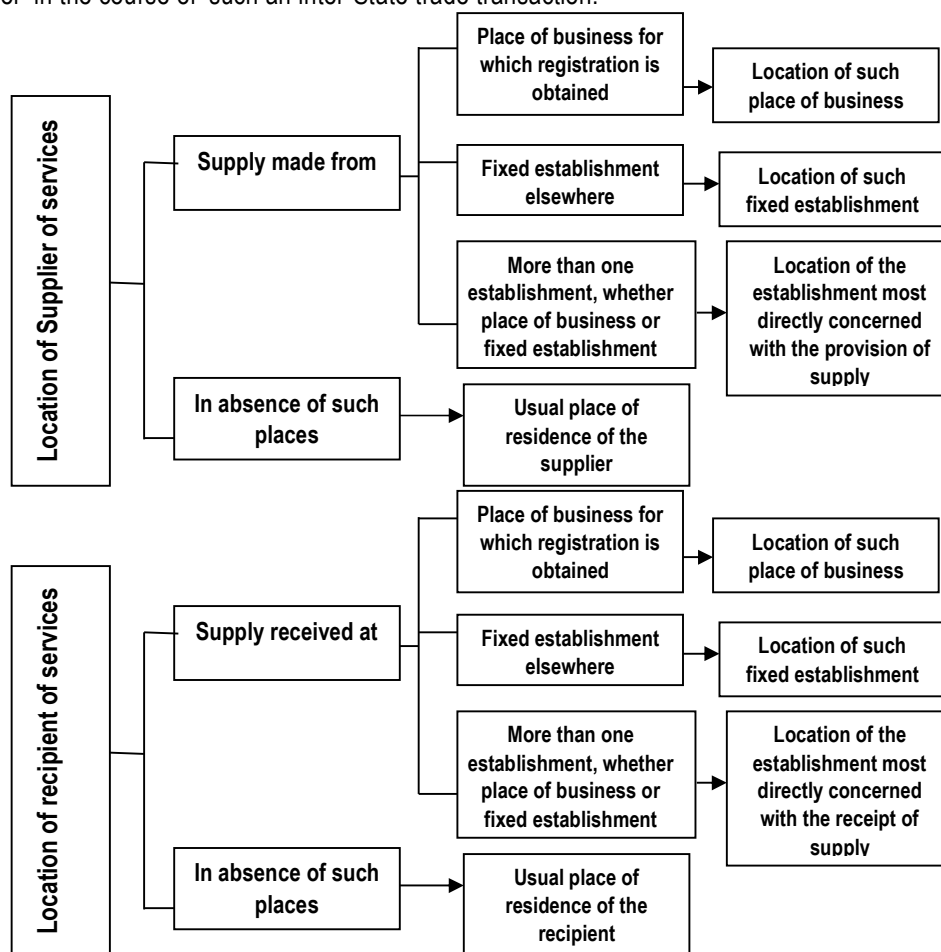 in the course of such an inter-State trade transaction.
Location of Supplier of services
Supply made from
Place of business for
which registration is
obtained
Location of such
place of business
Fixed establishment
elsewhere
Location of such
fixed establishment
More than one
establishment, whether
place of business or
fixed establishment
Location of the
establishment most
directly concerned
with the provision of
supply
In absence of such
places
Usual place of
residence of the
supplier
Location of recipient of services
Supply received at
Place of business for
which registration is
obtained
Location of such
place of business
Fixed establishment
elsewhere
Location of such
fixed establishment
More than one
establishment, whether
place of business or
fixed establishment
Location of the
establishment most
directly concerned
with the receipt of
supply
In absence of such
places
Usual place of
residence of the
recipient